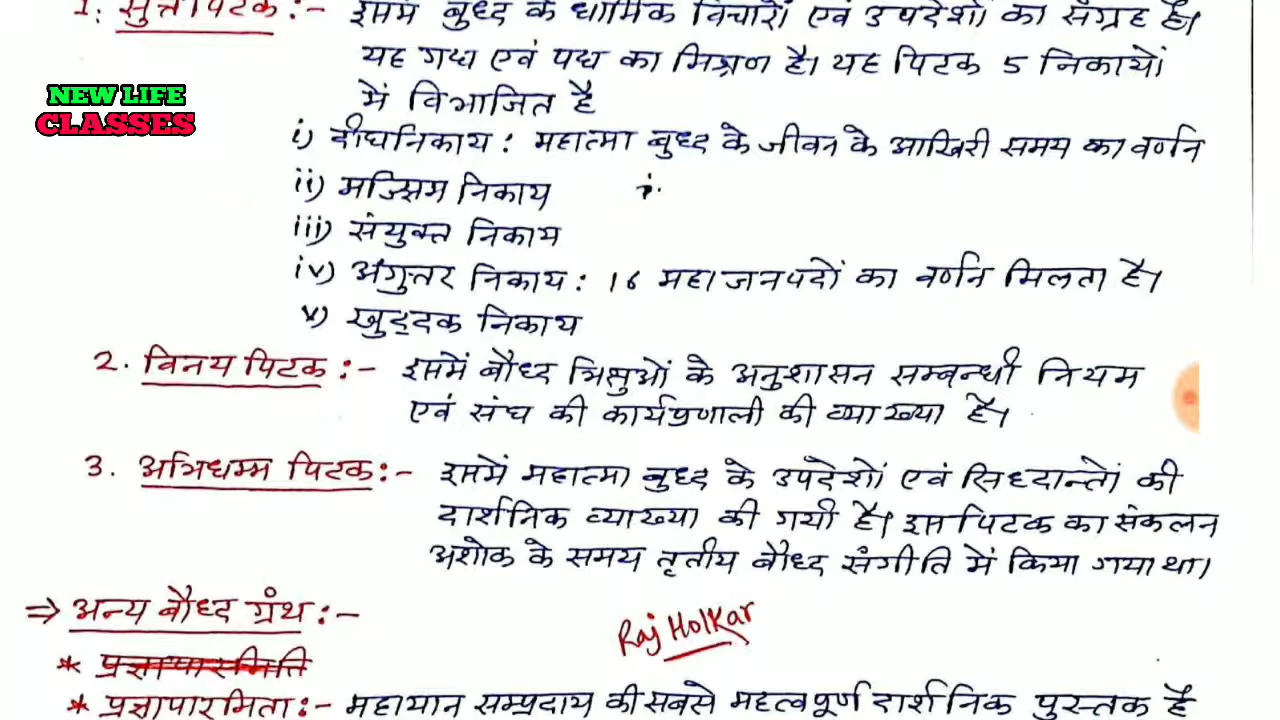 1. सुत्तपिटक :- इसमें बुध्द के धार्मिक विचारों एवं उपदेशों का संग्रह है।
यह गद्य एवं पद्य का मिश्रण है। यह पिटक 5 निकायों
NEW LIFE
CLASSES
में विभाजित है
i) दीघनिकाय : महात्मा बुध्द के जीवन के आखिरी समय का वर्णन
ii) मज्झिम निकाय
iii) संयुक्त निकाय
iv) अंगुत्तर निकाय : 16 महाजनपदों का वर्णन मिलता है।
v) खुद्दक निकाय
2. विनय पिटक :- इसमें बौध्द भिक्षुओं के अनुशासन सम्बन्धी नियम
एवं संघ की कार्यप्रणाली की व्याख्या है।
3. अभिधम्म पिटक :- इसमें महात्मा बुध्द के उपदेशों एवं सिध्दान्तों की
दार्शनिक व्याख्या की गयी है। इस पिटक का संकलन
अशोक के समय तृतीय बौध्द संगीति में किया गया था।
⇒ अन्य बौध्द ग्रंथ :-
Raj Holkar
* प्रज्ञापारमिति
* प्रज्ञापारमिता :- महायान सम्प्रदाय की सबसे महत्वपूर्ण दार्शनिक पुस्तक है